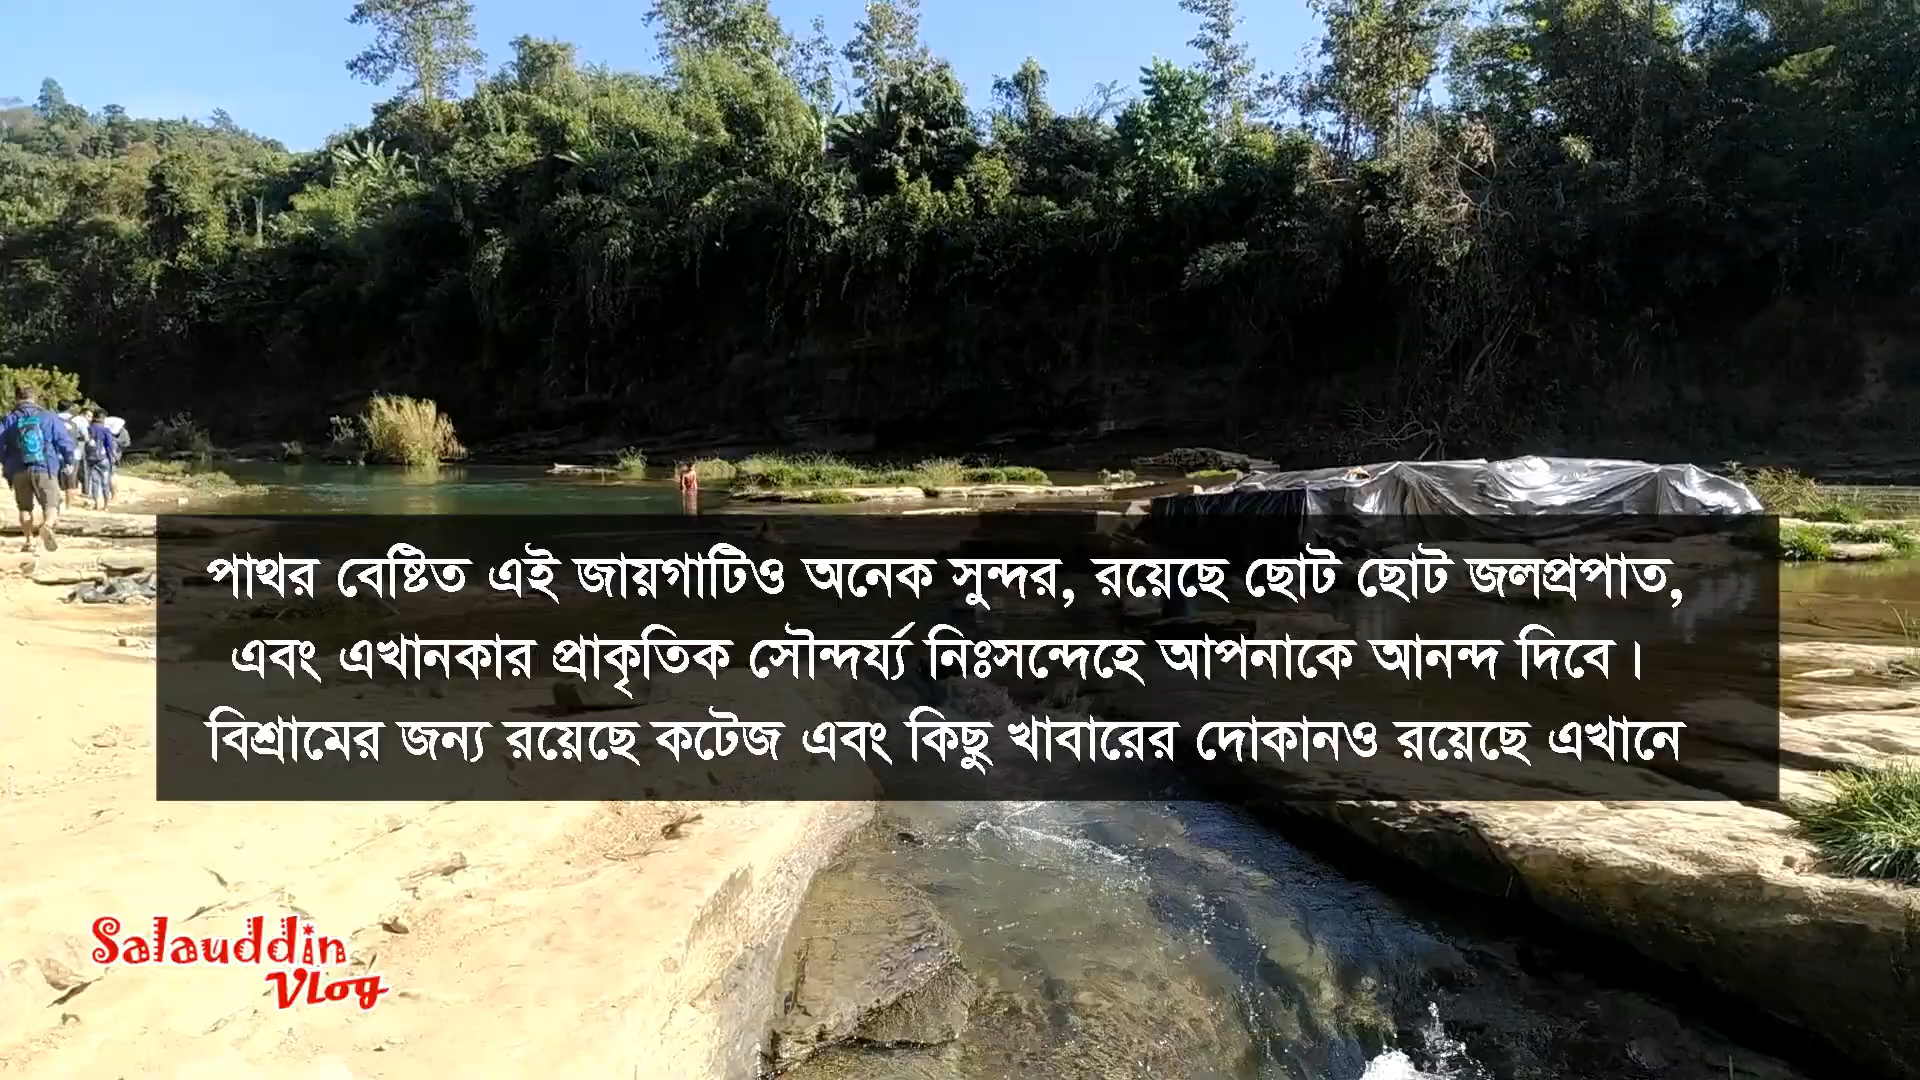 পাথর বেষ্টিত এই জায়গাটিও অনেক সুন্দর, রয়েছে ছোট ছোট জলপ্রপাত,
এবং এখানকার প্রাকৃতিক সৌন্দর্য্য নিঃসন্দেহে আপনাকে আনন্দ দিবে।
বিশ্রামের জন্য রয়েছে কটেজ এবং কিছু খাবারের দোকানও রয়েছে এখানে
Salauddin
Vlog